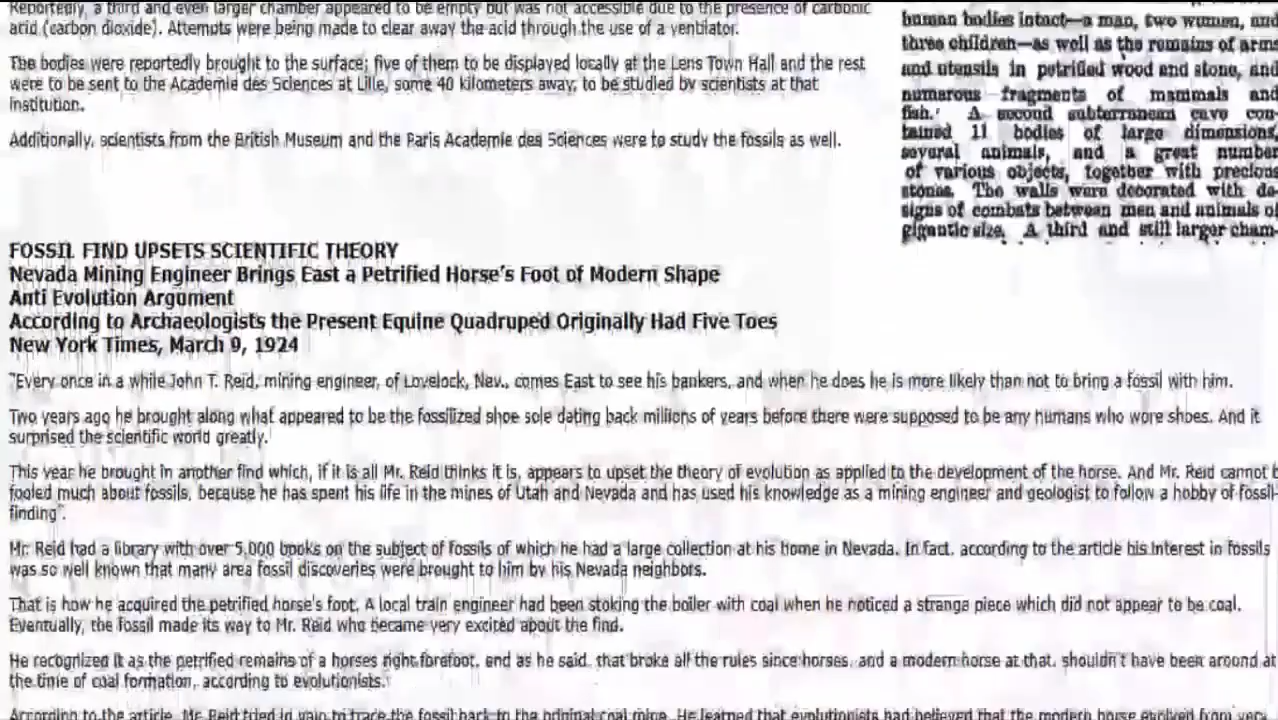 Reportedly, a third and even larger chamber appeared to be empty but was not accessible due to the presence of carbonic
acid (carbon dioxide). Attempts were being made to clear away the acid through the use of a ventilator.
The bodies were reportedly brought to the surface; five of them to be displayed locally at the Lens Town Hall and the rest
were to be sent to the Academie des Sciences at Lille, some 40 kilometers away, to be studied by scientists at that
institution.
Additionally, scientists from the British Museum and the Paris Academie des Sciences were to study the fossils as well.
human bodies intact—a man, two women, and
three children—as well as the remains of arms
and utensils in petrified wood and stone, and
numerous fragments of mammals and
fish. A second subterranean cave con-
tained 11 bodies of large dimensions,
several animals, and a great number
of various objects, together with precious
stones. The walls were decorated with de-
signs of combats between men and animals of
gigantic size. A third and still larger cham-
FOSSIL FIND UPSETS SCIENTIFIC THEORY
Nevada Mining Engineer Brings East a Petrified Horse's Foot of Modern Shape
Anti Evolution Argument
According to Archaeologists the Present Equine Quadruped Originally Had Five Toes
New York Times, March 9, 1924
"Every once in a while John T. Reid, mining engineer, of Lovelock, Nev., comes East to see his bankers, and when he does he is more likely than not to bring a fossil with him.
Two years ago he brought along what appeared to be the fossilized shoe sole dating back millions of years before there were supposed to be any humans who wore shoes. And it
surprised the scientific world greatly.
This year he brought in another find which, if it is all Mr. Reid thinks it is, appears to upset the theory of evolution as applied to the development of the horse. And Mr. Reid cannot
fooled much about fossils, because he has spent his life in the mines of Utah and Nevada and has used his knowledge as a mining engineer and geologist to follow a hobby of fossil-
finding".
Mr. Reid had a library with over 5,000 books on the subject of fossils of which he had a large collection at his home in Nevada. In fact, according to the article his interest in fossils
was so well known that many area fossil discoveries were brought to him by his Nevada neighbors.
That is how he acquired the petrified horse's foot. A local train engineer had been stoking the boiler with coal when he noticed a strange piece which did not appear to be coal.
Eventually, the fossil made its way to Mr. Reid who became very excited about the find.
He recognized it as the petrified remains of a horses right forefoot, and as he said, that broke all the rules since horses, and a modern horse at that, shouldn't have been around at
the time of coal formation, according to evolutionists.
According to the article, Mr. Reid tried in vain to trace the fossil back to the original coal mine. He learned that evolutionists had believed that the modern horse evolved from very